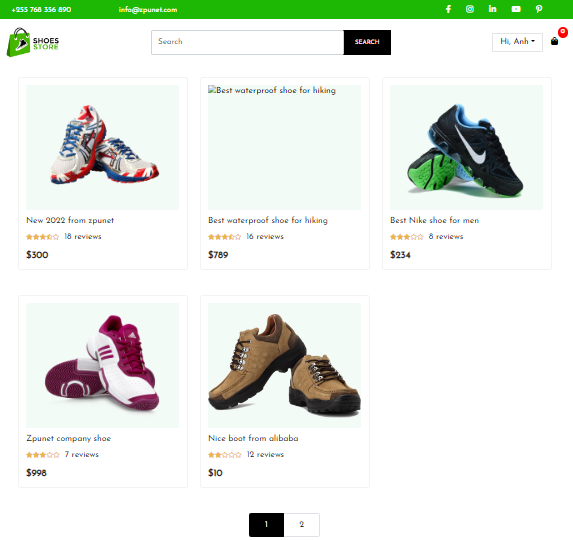 +255 768 356 890 info@zpunet.com
SHOES
STORE
Search SEARCH Hi, Anh 0
Best waterproof shoe for hiking
New 2022 from zpunet Best waterproof shoe for hiking Best Nike shoe for men
18 reviews 16 reviews 8 reviews
$300 $789 $234
Zpunet company shoe Nice boot from alibaba
7 reviews 12 reviews
$998 $10
1 2